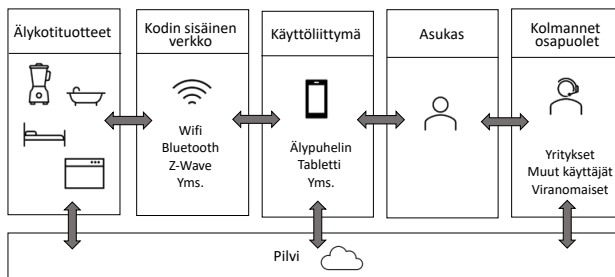 Älykotituotteet
Kodin sisäinen
verkko
Wifi
Bluetooth
Z-Wave
Yms.
Käyttöliittymä
Älypuhelin
Tabletti
Yms.
Asukas
Kolmannet
osapuolet
Yritykset
Muut käyttäjät
Viranomaiset
Pilvi